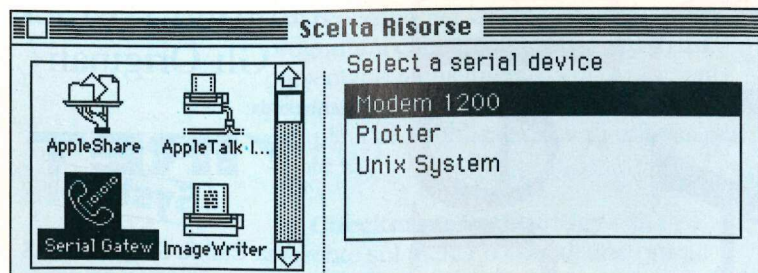 Scelta Risorse
Select a serial device
AppleShare
AppleTalk I...
Serial Gatew
ImageWriter
Modem 1200
Plotter
Unix System